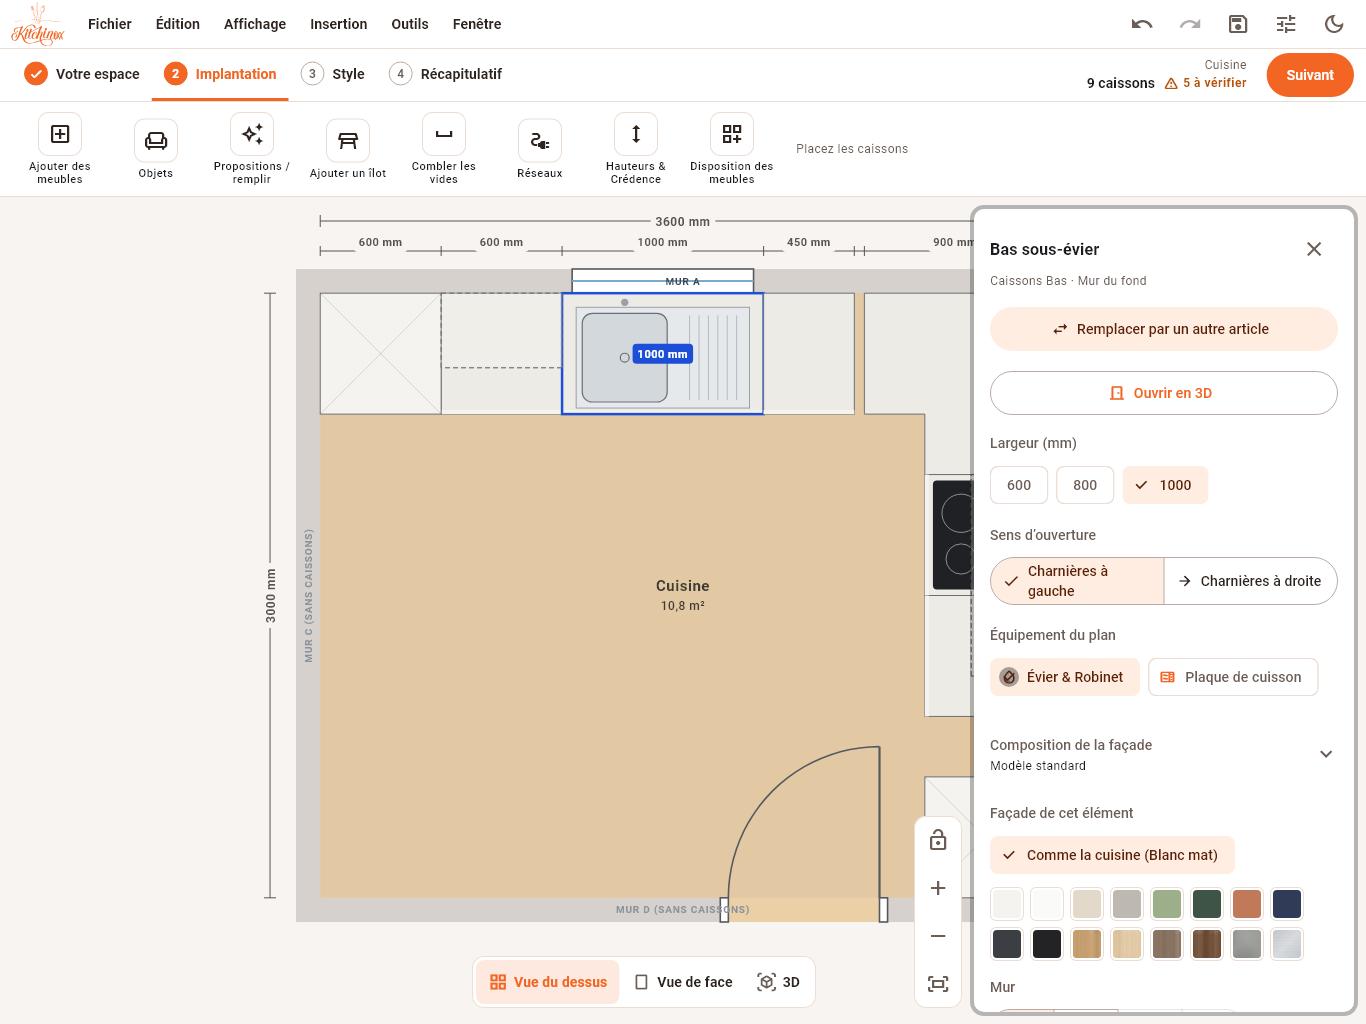 Kitchinox
Fichier
Édition
Affichage
Insertion
Outils
Fenêtre
Votre espace
2
Implantation
3
Style
4
Récapitulatif
Cuisine
9 caissons
5 à vérifier
Suivant
Ajouter des
meubles
Objets
Propositions /
remplir
Ajouter un îlot
Combler les
vides
Réseaux
Hauteurs &
Crédence
Disposition des
meubles
Placez les caissons
3600 mm
600 mm
600 mm
1000 mm
450 mm
900 mm
MUR A
1000 mm
3000 mm
MUR C (SANS CAISSONS)
Cuisine
10,8 m²
MUR D (SANS CAISSONS)
Vue du dessus
Vue de face
3D
Bas sous-évier
Caissons Bas · Mur du fond
Remplacer par un autre article
Ouvrir en 3D
Largeur (mm)
600
800
1000
Sens d’ouverture
Charnières à
gauche
Charnières à droite
Équipement du plan
Évier & Robinet
Plaque de cuisson
Composition de la façade
Modèle standard
Façade de cet élément
Comme la cuisine (Blanc mat)
Mur